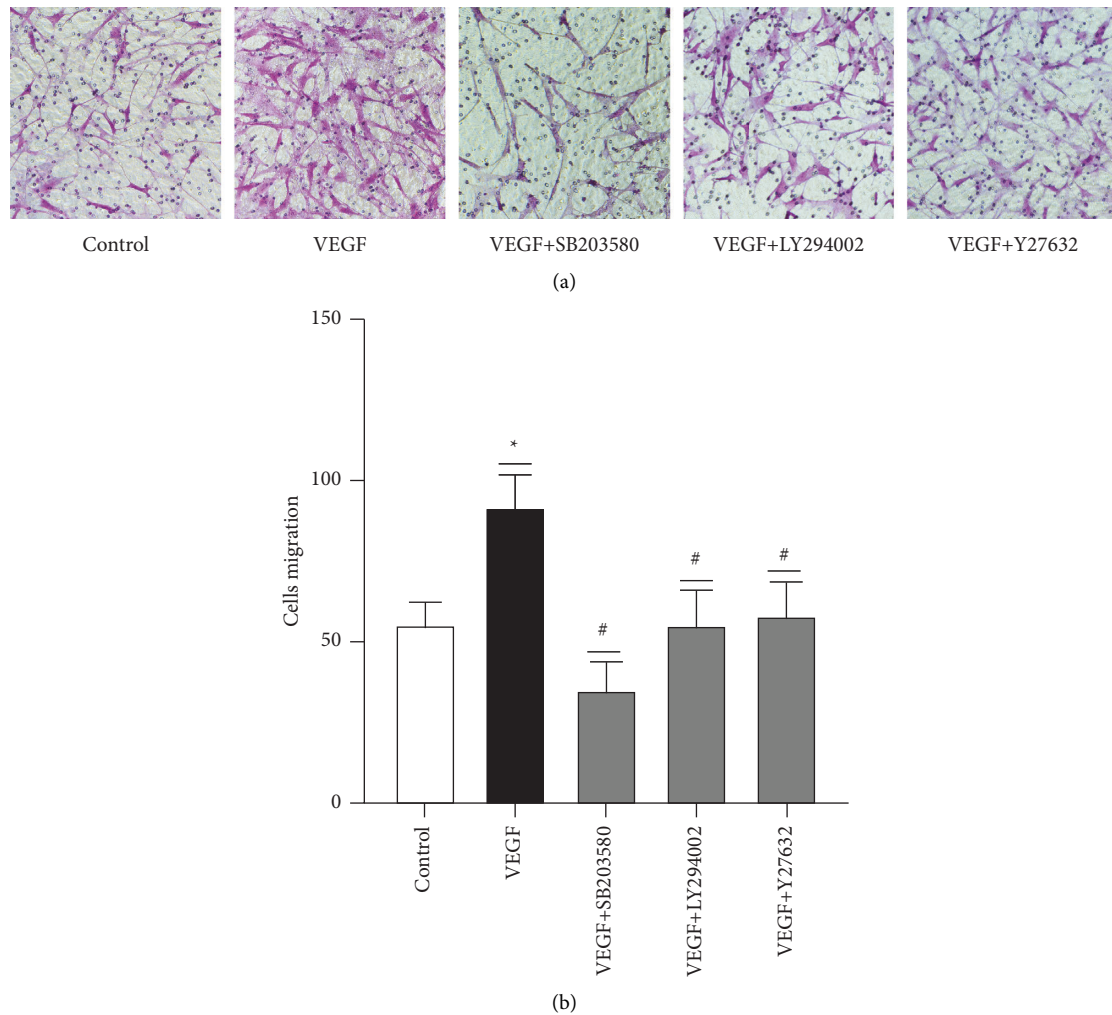 Control
VEGF
VEGF+SB203580
VEGF+LY294002
VEGF+Y27632
(a)
150
100
50
0
Cells migration
*
#
#
#
Control
VEGF
VEGF+SB203580
VEGF+LY294002
VEGF+Y27632
(b)